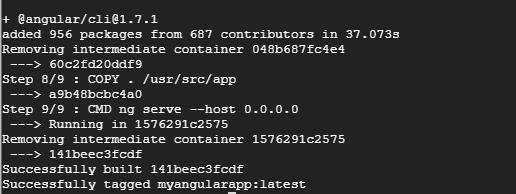 + @angular/cli@1.7.1
added 956 packages from 687 contributors in 37.073s
Removing intermediate container 048b687fc4e4
---> 60c2fd20ddf9
Step 8/9 : COPY . /usr/src/app
---> a9b48bcbc4a0
Step 9/9 : CMD ng serve --host 0.0.0.0
---> Running in 1576291c2575
Removing intermediate container 1576291c2575
---> 141beec3fcdf
Successfully built 141beec3fcdf
Successfully tagged myangularapp:latest